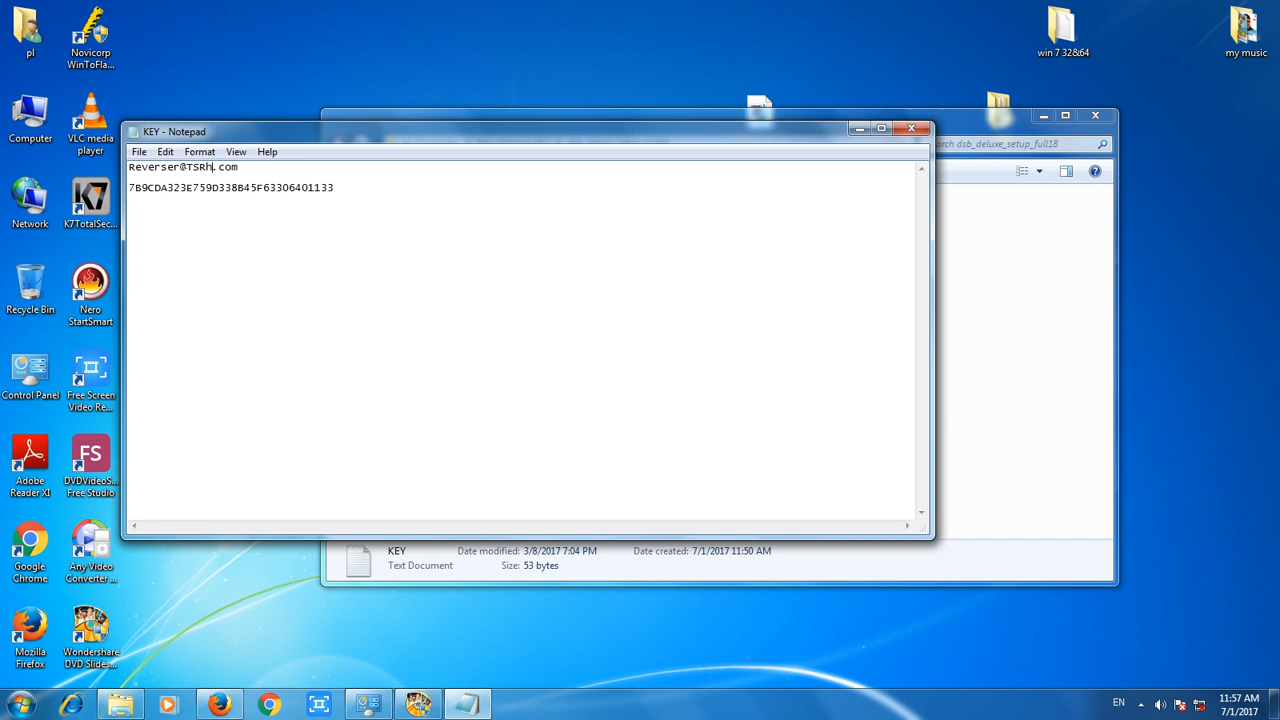 pl
Novicorp
WinToFla...
Computer
VLC media
player
Network
K7TotalSec...
Recycle Bin
Nero
StartSmart
Control Panel
Free Screen
Video Re...
Adobe
Reader XI
FS
DVDVideoS...
Free Studio
Google
Chrome
Any Video
Converter ...
Mozilla
Firefox
Wondershare
DVD Slides...
win 7 32&64
my music
KEY - Notepad
File Edit Format View Help
Reverser@TSRh.com
7B9CDA323E759D338B45F63306401133
arch dsb_deluxe_setup_full18
KEY Date modified: 3/8/2017 7:04 PM Date created: 7/1/2017 11:50 AM
Text Document Size: 53 bytes
EN
11:57 AM
7/1/2017